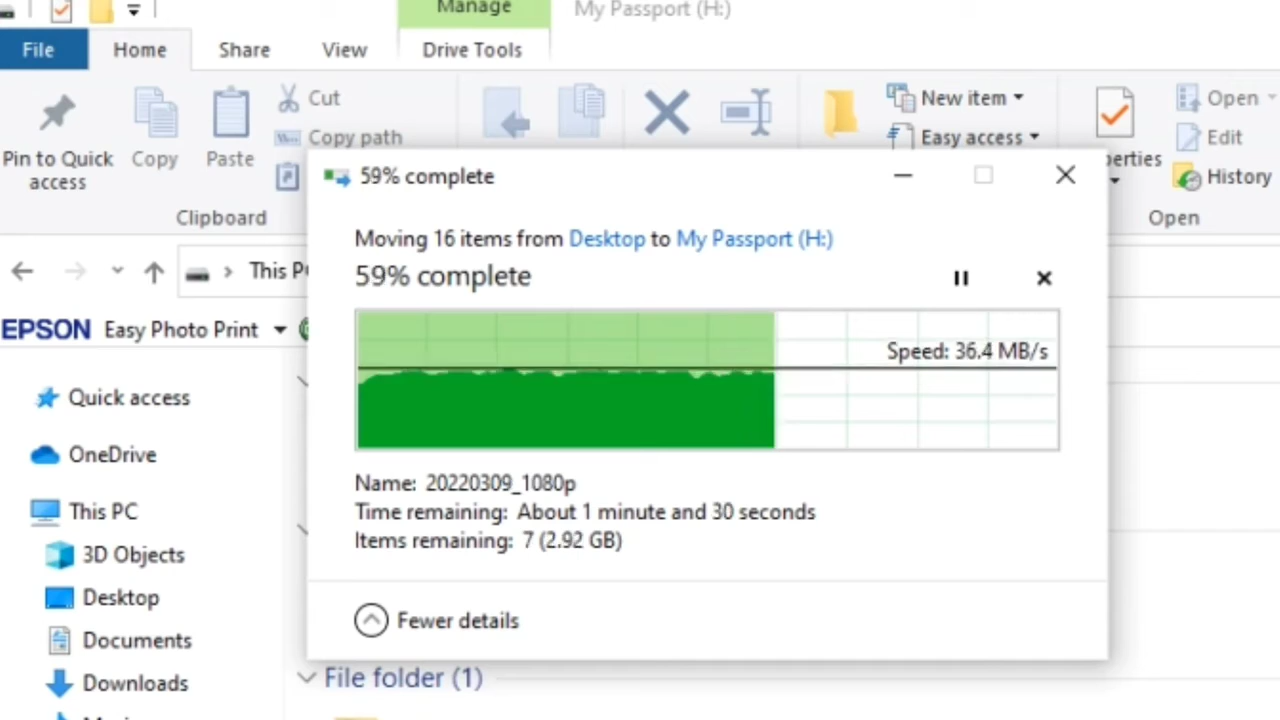 Manage
My Passport (H:)
File
Home
Share
View
Drive Tools
Pin to Quick
access
Copy
Paste
Cut
Copy path
Clipboard
New item
Easy access
Open
Edit
History
Open
59% complete
Moving 16 items from Desktop to My Passport (H:)
59% complete
Speed: 36.4 MB/s
Name: 20220309_1080p
Time remaining: About 1 minute and 30 seconds
Items remaining: 7 (2.92 GB)
Fewer details
This P
EPSON Easy Photo Print
Quick access
OneDrive
This PC
3D Objects
Desktop
Documents
Downloads
File folder (1)